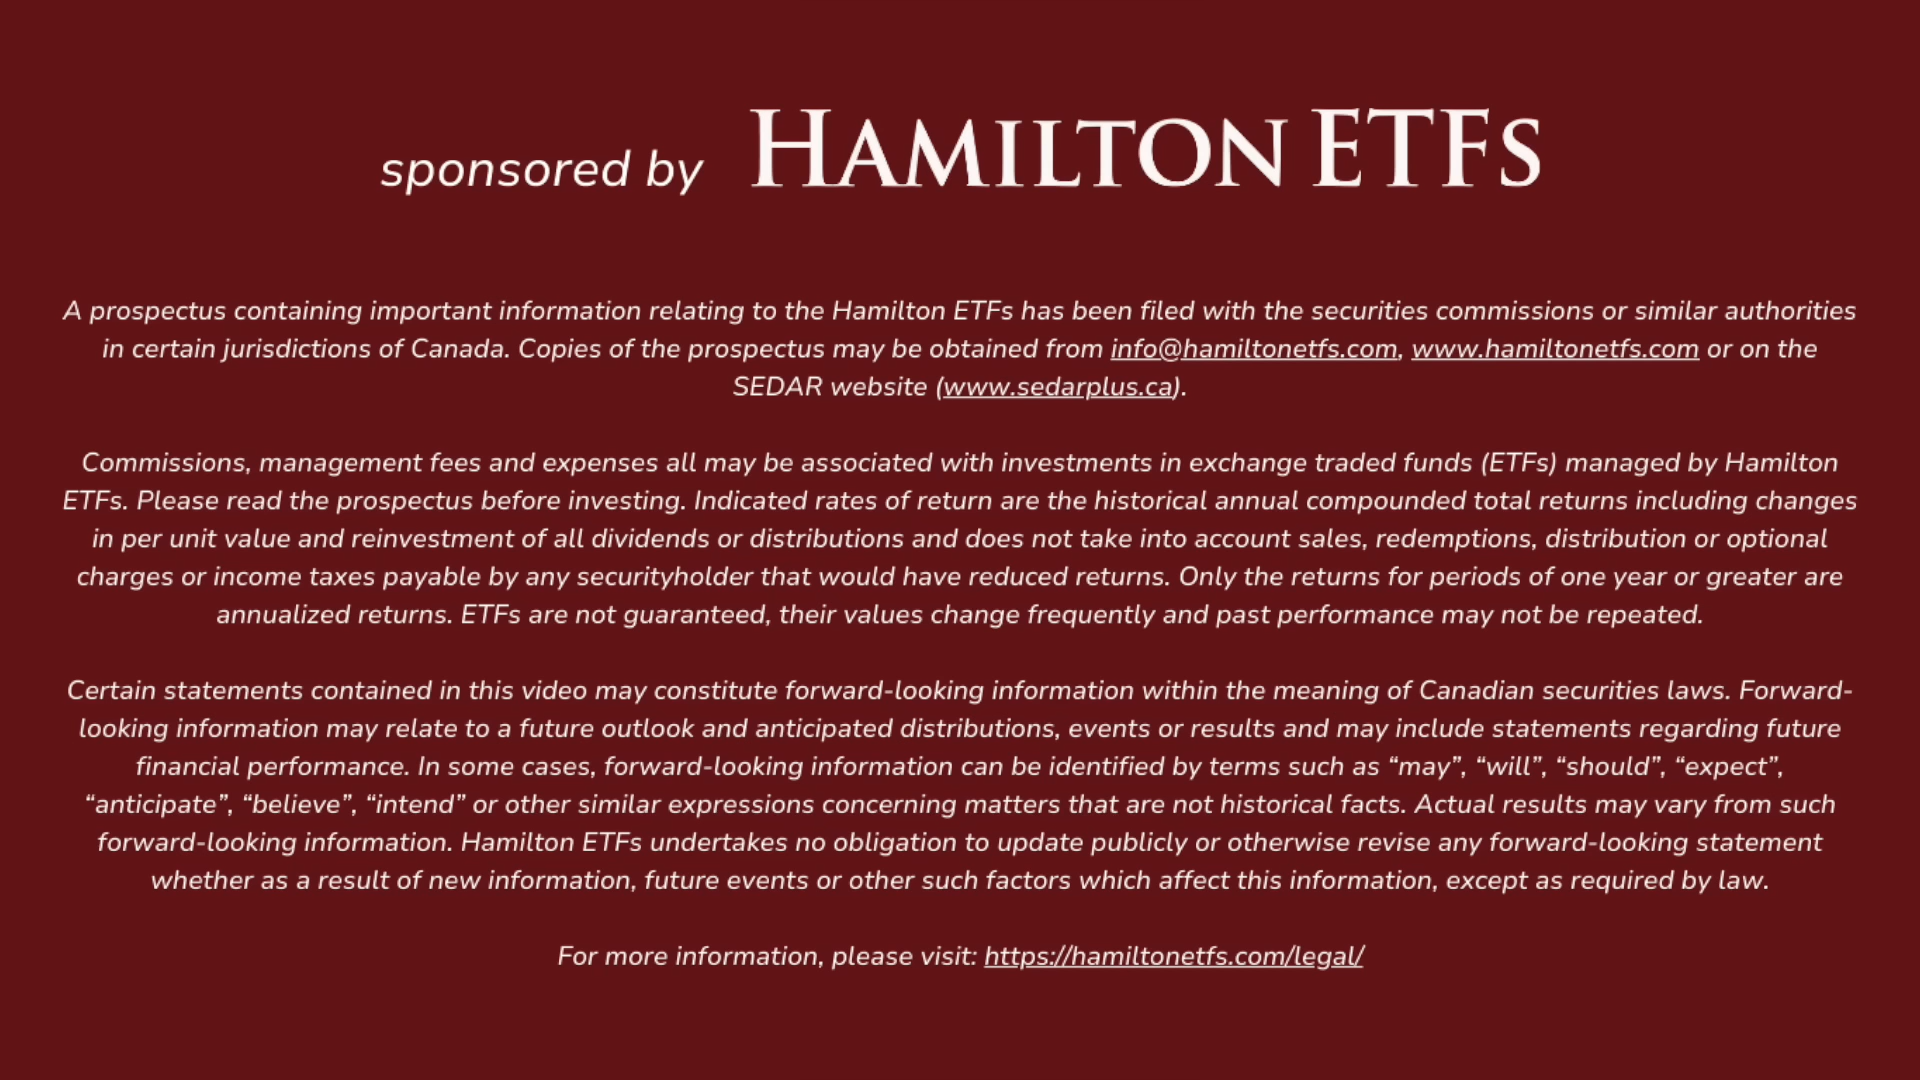 sponsored by HAMILTON ETFS
A prospectus containing important information relating to the Hamilton ETFs has been filed with the securities commissions or similar authorities
in certain jurisdictions of Canada. Copies of the prospectus may be obtained from info@hamiltonetfs.com, www.hamiltonetfs.com or on the
SEDAR website (www.sedarplus.ca).
Commissions, management fees and expenses all may be associated with investments in exchange traded funds (ETFs) managed by Hamilton
ETFs. Please read the prospectus before investing. Indicated rates of return are the historical annual compounded total returns including changes
in per unit value and reinvestment of all dividends or distributions and does not take into account sales, redemptions, distribution or optional
charges or income taxes payable by any securityholder that would have reduced returns. Only the returns for periods of one year or greater are
annualized returns. ETFs are not guaranteed, their values change frequently and past performance may not be repeated.
Certain statements contained in this video may constitute forward-looking information within the meaning of Canadian securities laws. Forward-
looking information may relate to a future outlook and anticipated distributions, events or results and may include statements regarding future
financial performance. In some cases, forward-looking information can be identified by terms such as “may”, “will”, “should”, “expect”,
“anticipate”, “believe”, “intend” or other similar expressions concerning matters that are not historical facts. Actual results may vary from such
forward-looking information. Hamilton ETFs undertakes no obligation to update publicly or otherwise revise any forward-looking statement
whether as a result of new information, future events or other such factors which affect this information, except as required by law.
For more information, please visit: https://hamiltonetfs.com/legal/